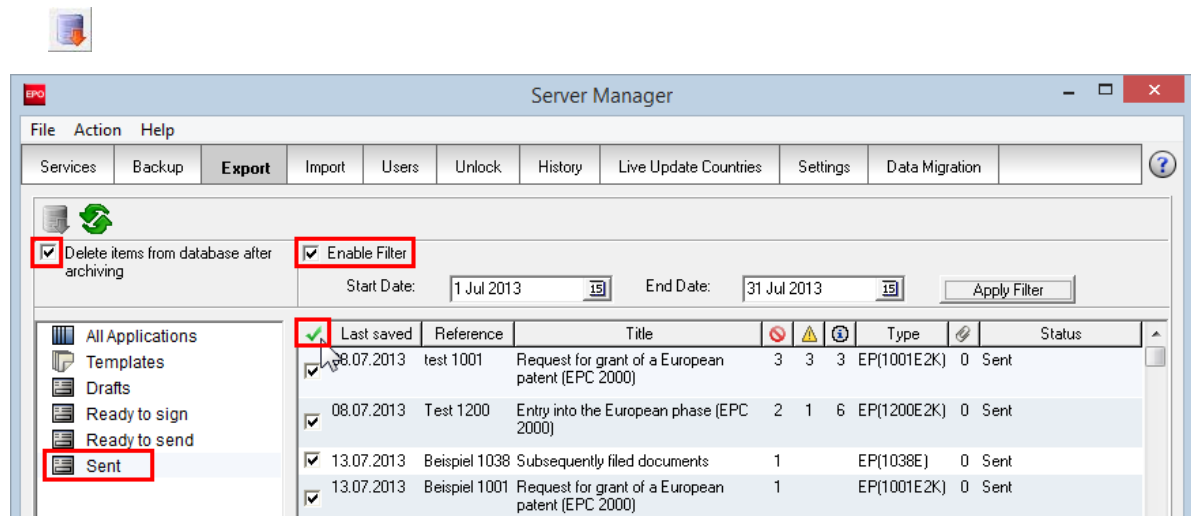 EPO Server Manager
File Action Help
Services Backup Export Import Users Unlock History Live Update Countries Settings Data Migration ?
Delete items from database after
archiving
Enable Filter
Start Date: 1 Jul 2013 15 End Date: 31 Jul 2013 15 Apply Filter
All Applications
Templates
Drafts
Ready to sign
Ready to send
Sent
Last saved Reference Title Type Status
08.07.2013 test 1001 Request for grant of a European 3 3 3 EP(1001E2K) 0 Sent
patent (EPC 2000)
08.07.2013 Test 1200 Entry into the European phase (EPC 2 1 6 EP(1200E2K) 0 Sent
2000)
13.07.2013 Beispiel 1038 Subsequently filed documents 1 EP(1038E) 0 Sent
13.07.2013 Beispiel 1001 Request for grant of a European 1 EP(1001E2K) 0 Sent
patent (EPC 2000)